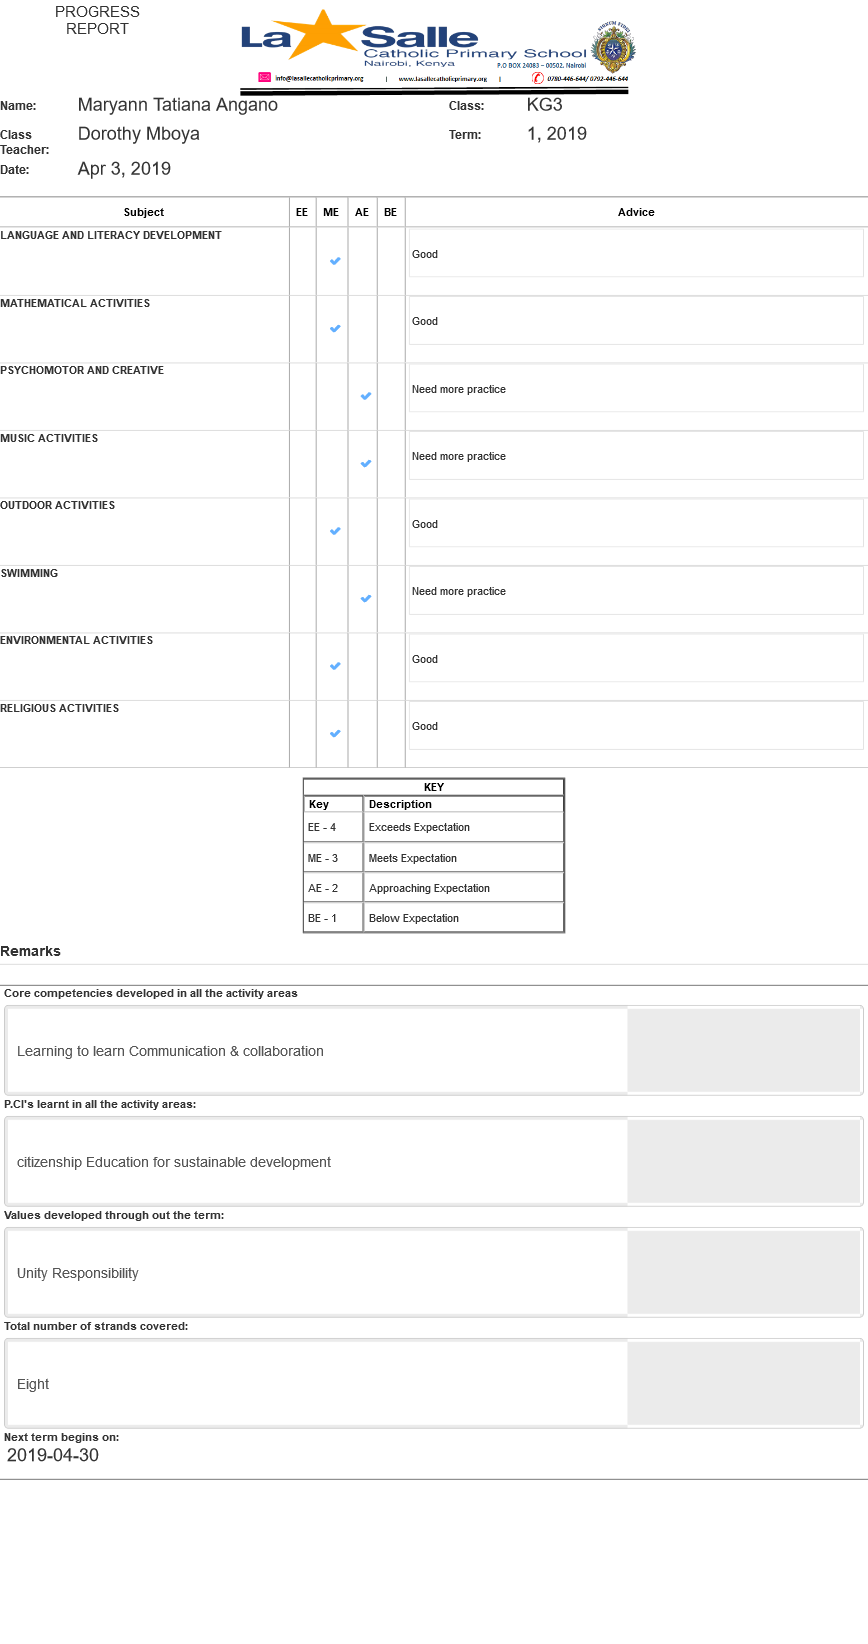 PROGRESS
REPORT
La Salle
Catholic Primary School
Nairobi, Kenya
P.O BOX 24083 – 00502, Nairobi
info@lasallecatholicprimary.org | www.lasallecatholicprimary.org | 0780-446-644/ 0792-446-644
Name: Maryann Tatiana Angano Class: KG3
Class Teacher: Dorothy Mboya Term: 1, 2019
Date: Apr 3, 2019
Subject EE ME AE BE Advice
LANGUAGE AND LITERACY DEVELOPMENT ✔ Good
MATHEMATICAL ACTIVITIES ✔ Good
PSYCHOMOTOR AND CREATIVE ✔ Need more practice
MUSIC ACTIVITIES ✔ Need more practice
OUTDOOR ACTIVITIES ✔ Good
SWIMMING ✔ Need more practice
ENVIRONMENTAL ACTIVITIES ✔ Good
RELIGIOUS ACTIVITIES ✔ Good
KEY
Key Description
EE - 4 Exceeds Expectation
ME - 3 Meets Expectation
AE - 2 Approaching Expectation
BE - 1 Below Expectation
Remarks
Core competencies developed in all the activity areas
Learning to learn Communication & collaboration
P.CI's learnt in all the activity areas:
citizenship Education for sustainable development
Values developed through out the term:
Unity Responsibility
Total number of strands covered:
Eight
Next term begins on:
2019-04-30